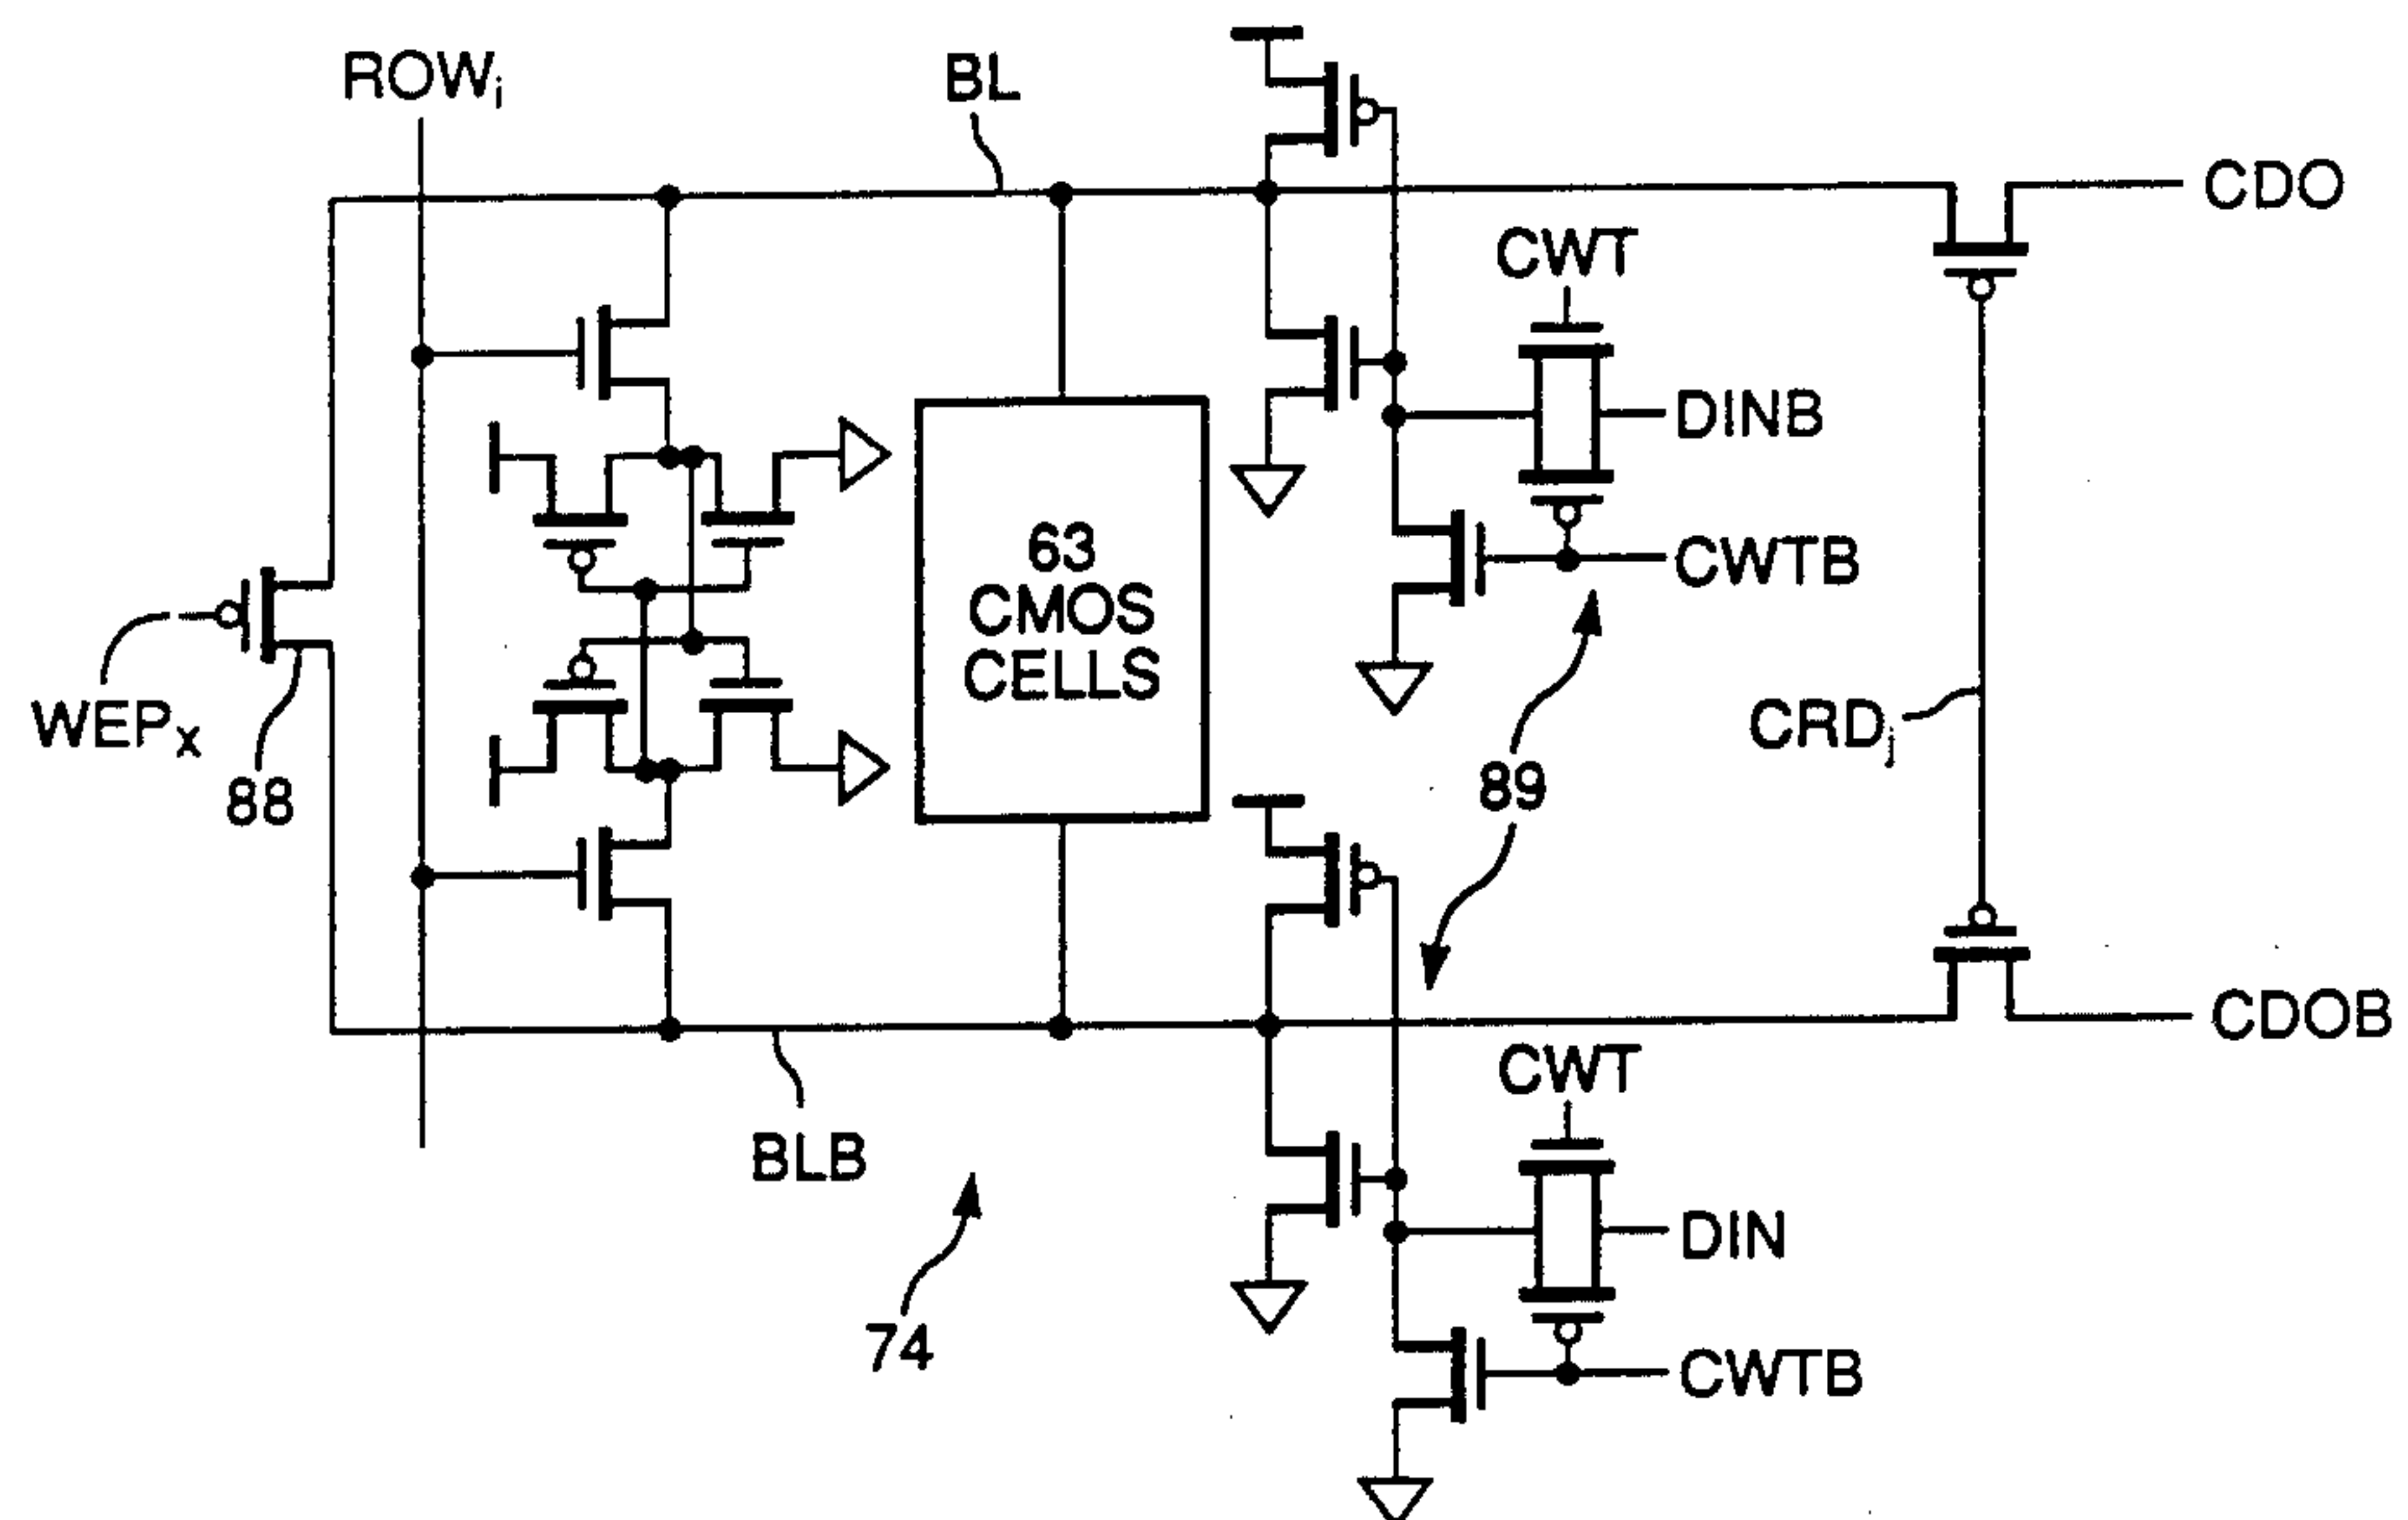 ROWi
BL
CDO
CWT
DINB
63
CMOS
CELLS
CWTB
WEPx
88
89
CRDj
CDOB
CWT
BLB
DIN
74
CWTB